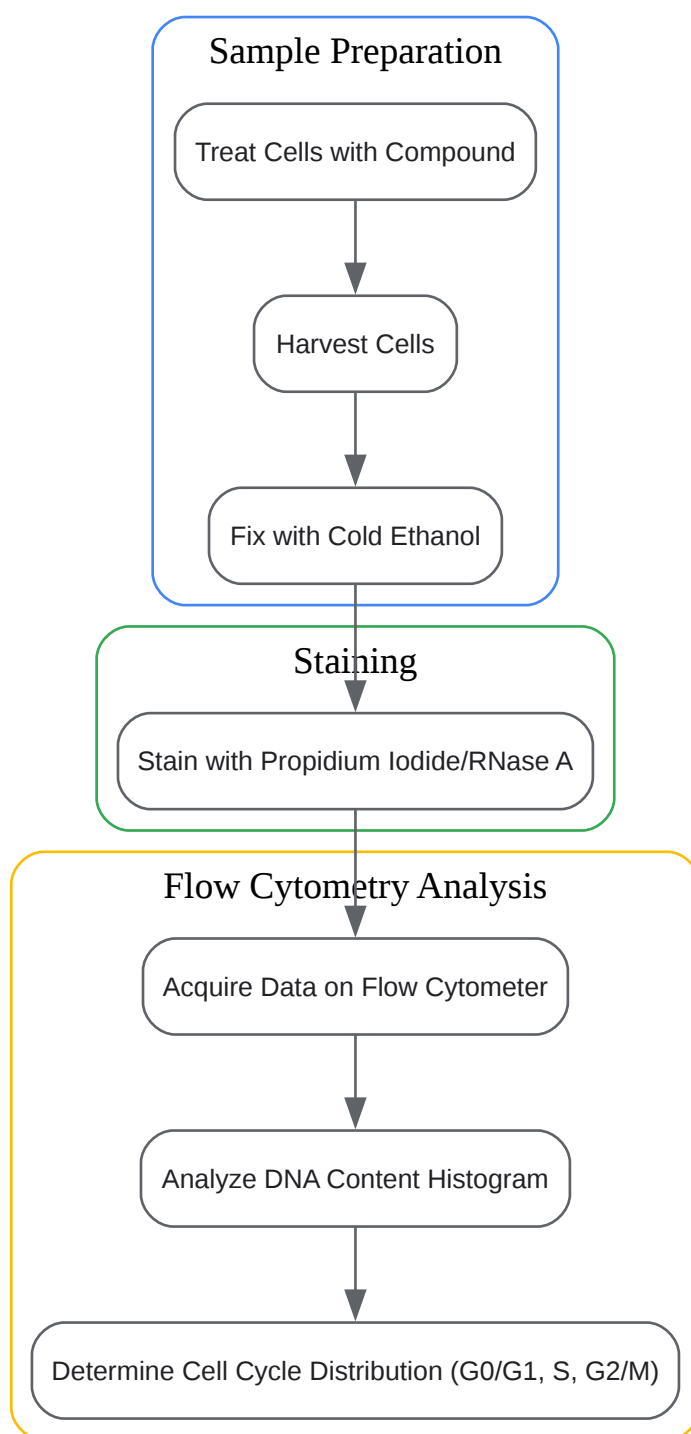 Sample Preparation
Treat Cells with Compound
Harvest Cells
Fix with Cold Ethanol
Staining
Stain with Propidium Iodide/RNase A
Flow Cytometry Analysis
Acquire Data on Flow Cytometer
Analyze DNA Content Histogram
Determine Cell Cycle Distribution (G0/G1, S, G2/M)